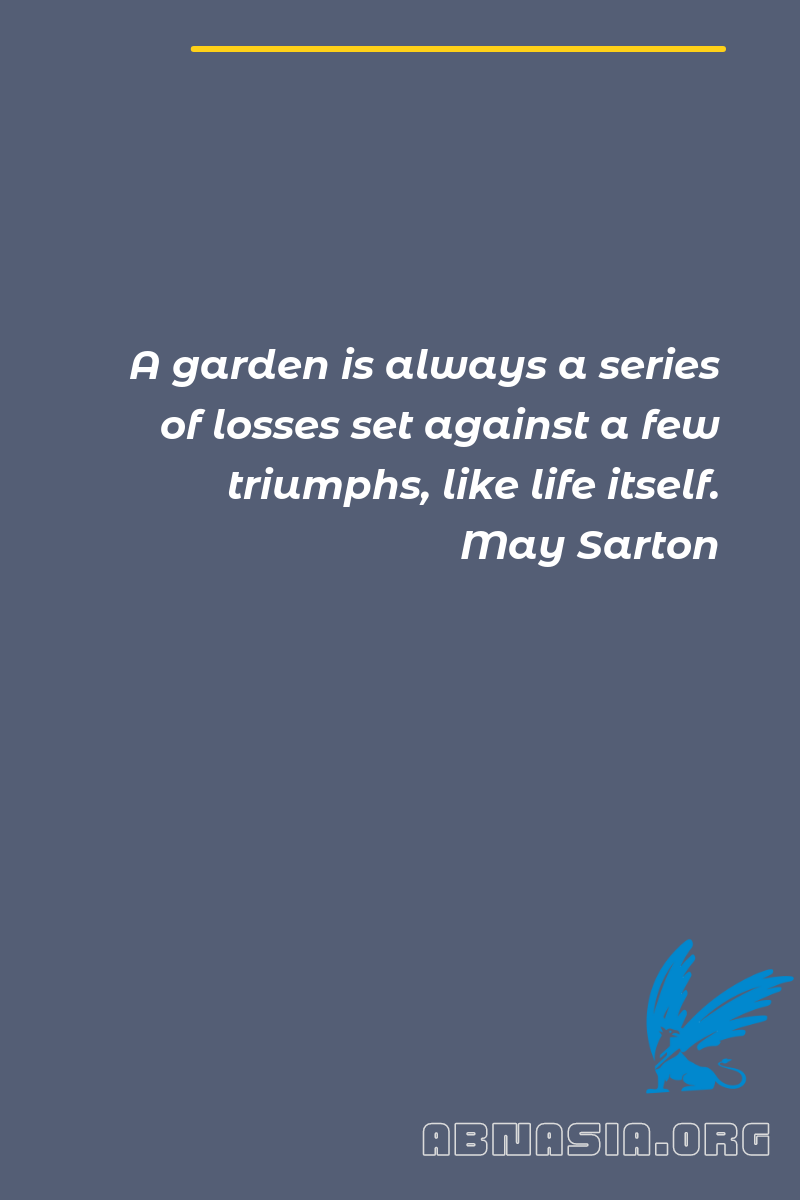 A garden is always a series
of losses set against a few
triumphs, like life itself.
May Sarton
ABNASIA.ORG